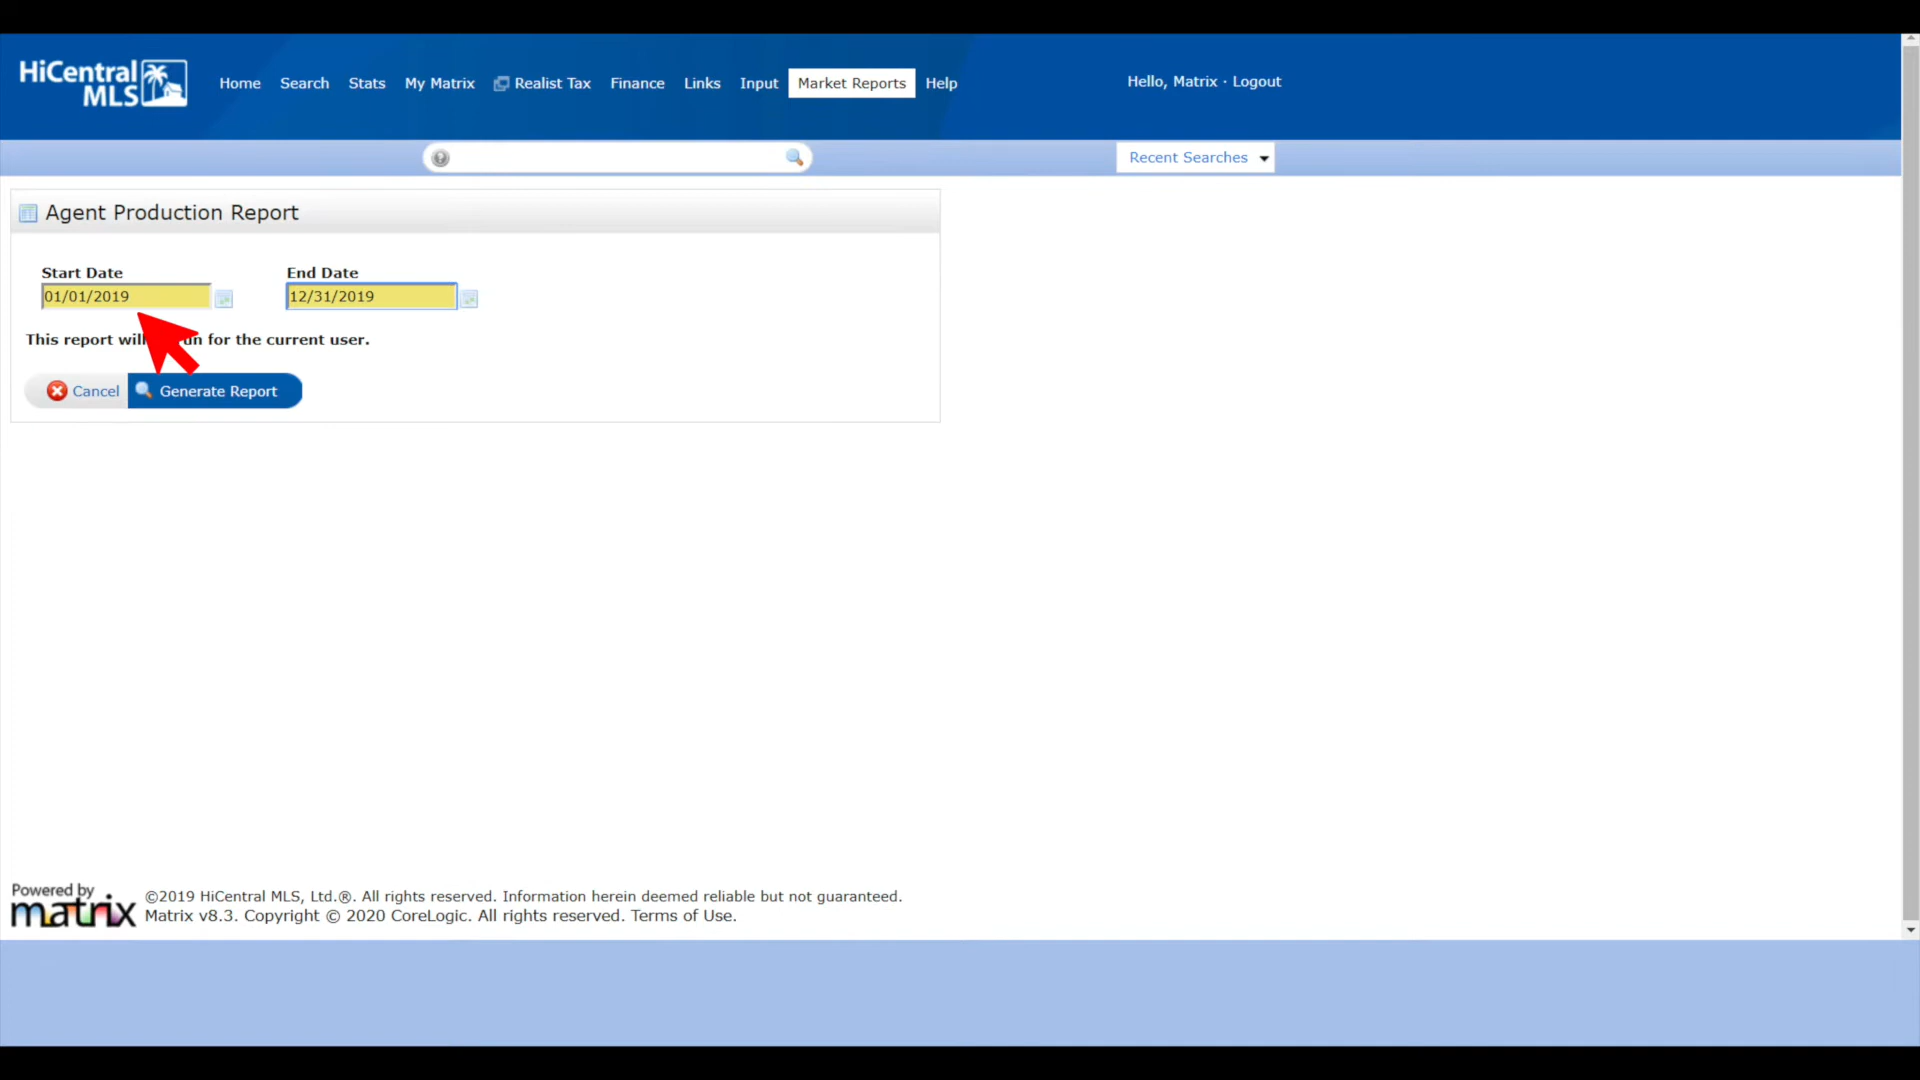 HiCentral
MLS
Home Search Stats My Matrix Realist Tax Finance Links Input Market Reports Help
Hello, Matrix · Logout
Recent Searches
Agent Production Report
Start Date End Date
01/01/2019 12/31/2019
This report will un for the current user.
Cancel Generate Report
Powered by
matrix
©2019 HiCentral MLS, Ltd.®. All rights reserved. Information herein deemed reliable but not guaranteed.
Matrix v8.3. Copyright © 2020 CoreLogic. All rights reserved. Terms of Use.